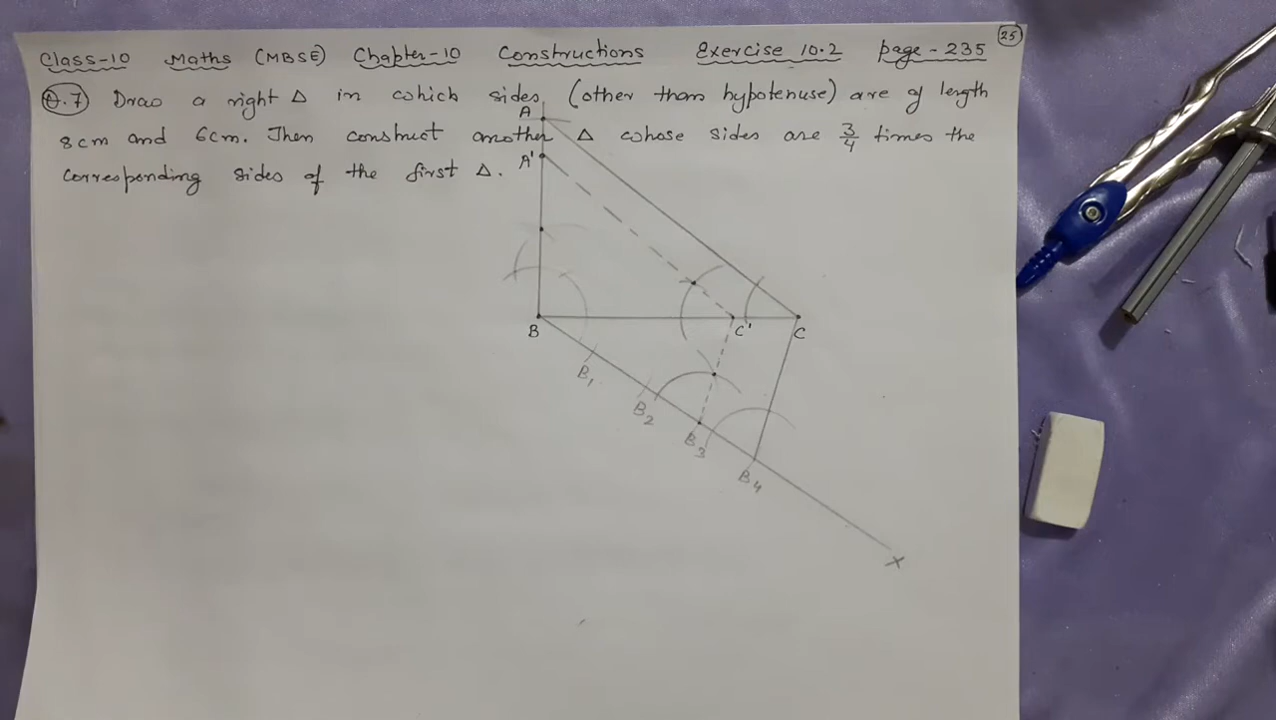 25
Class-10 Maths (MBSE) Chapter-10 Constructions Exercise 10.2 page-235
Q.7) Draw a right Δ in which sides (other than hypotenuse) are of length
8cm and 6cm. Then construct another Δ whose sides are 3/4 times the
corresponding sides of the first Δ.
A
A'
B
C'
C
B1
B2
B3
B4
X